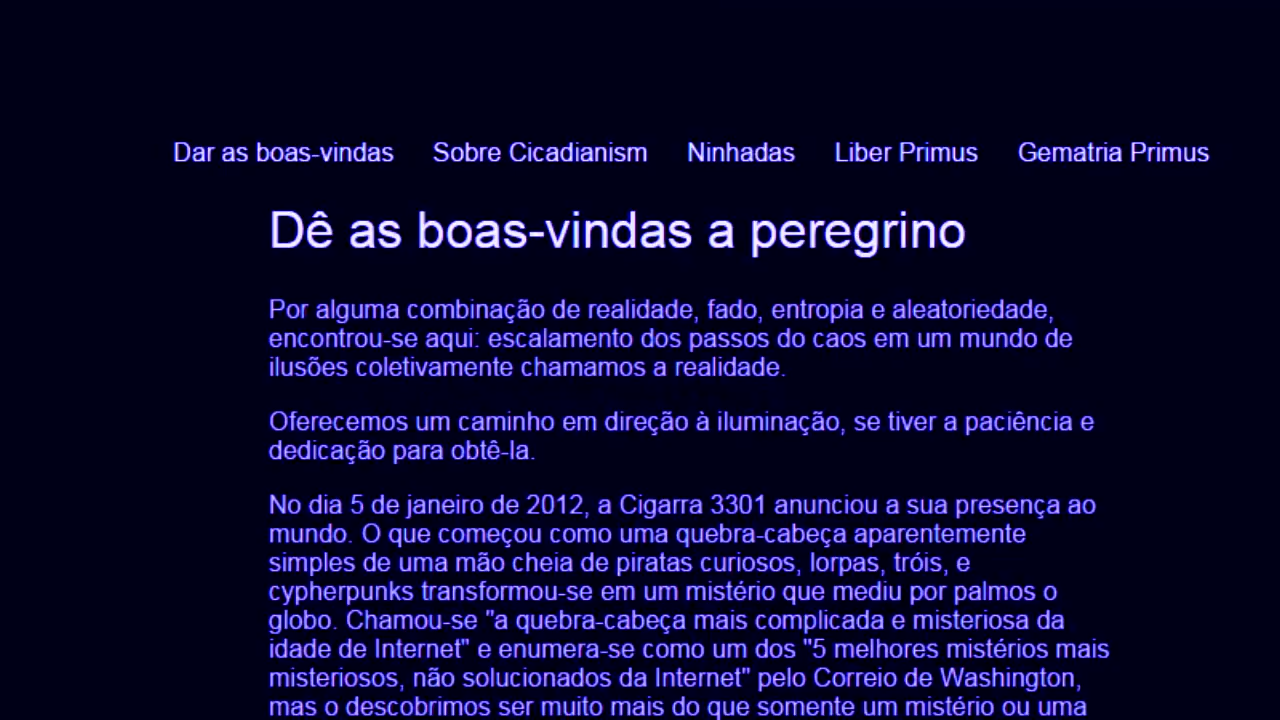 Dar as boas-vindas Sobre Cicadianism Ninhadas Liber Primus Gematria Primus
Dê as boas-vindas a peregrino
Por alguma combinação de realidade, fado, entropia e aleatoriedade,
encontrou-se aqui: escalamento dos passos do caos em um mundo de
ilusões coletivamente chamamos a realidade.
Oferecemos um caminho em direção à iluminação, se tiver a paciência e
dedicação para obtê-la.
No dia 5 de janeiro de 2012, a Cigarra 3301 anunciou a sua presença ao
mundo. O que começou como uma quebra-cabeça aparentemente
simples de uma mão cheia de piratas curiosos, lorpas, tróis, e
cypherpunks transformou-se em um mistério que mediu por palmos o
globo. Chamou-se "a quebra-cabeça mais complicada e misteriosa da
idade de Internet" e enumera-se como um dos "5 melhores mistérios mais
misteriosos, não solucionados da Internet" pelo Correio de Washington,
mas o descobrimos ser muito mais do que somente um mistério ou uma